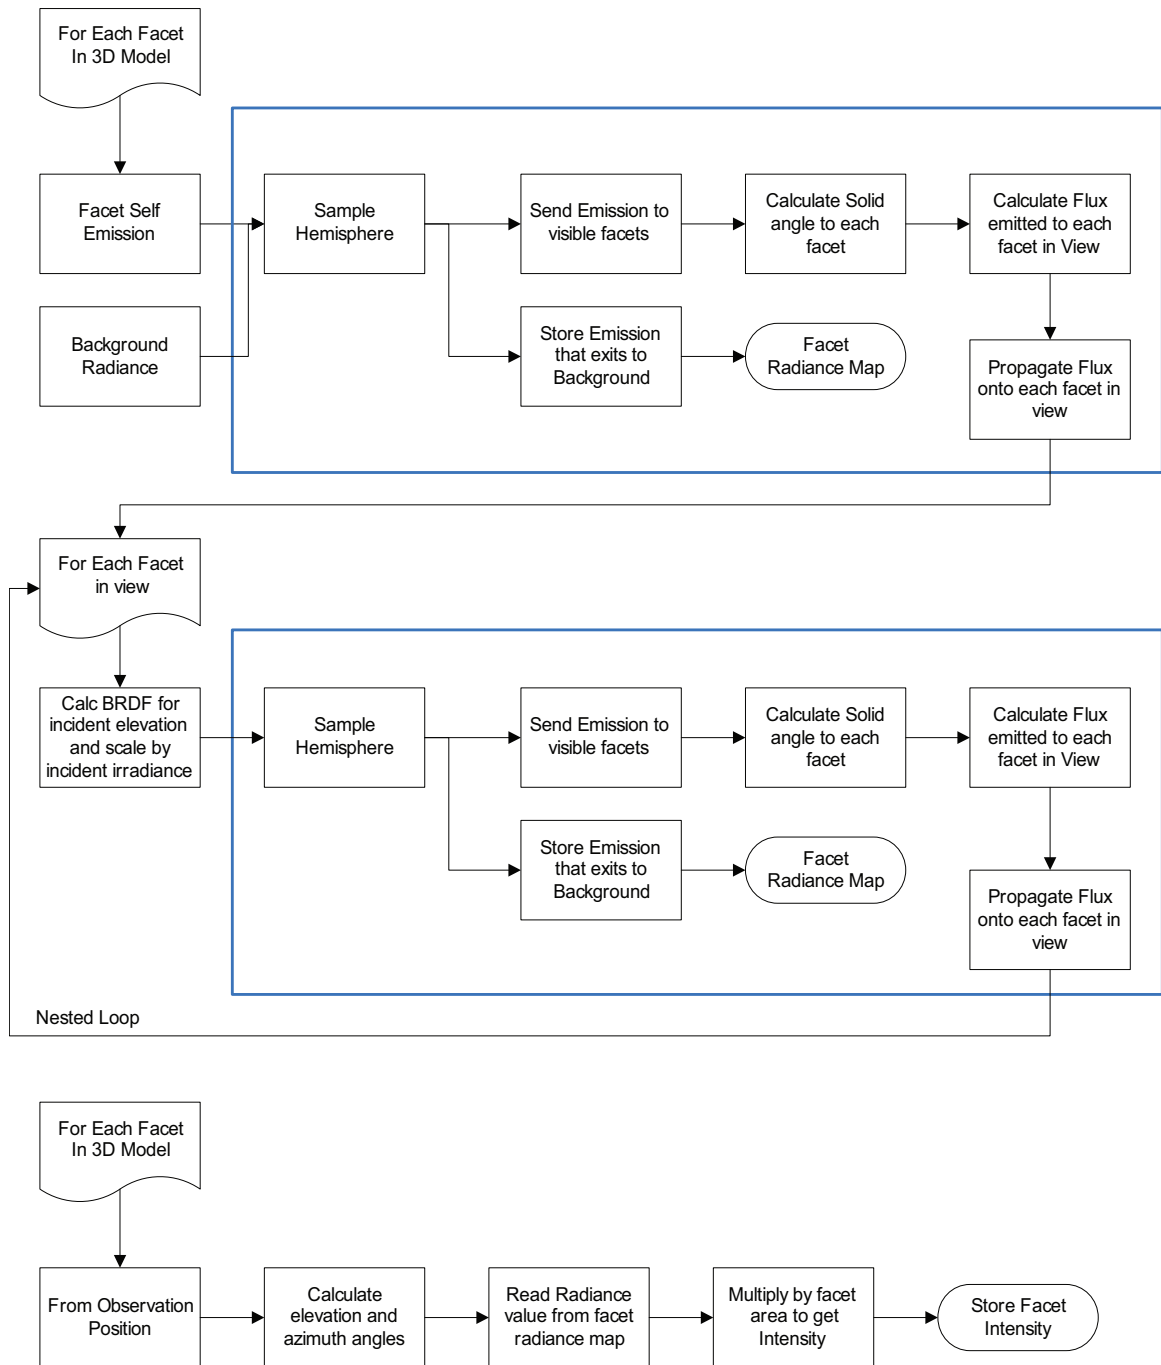 For Each Facet
In 3D Model
Facet Self
Emission
Sample
Hemisphere
Send Emission to
visible facets
Calculate Solid
angle to each
facet
Calculate Flux
emitted to each
facet in View
Background
Radiance
Store Emission
that exits to
Background
Facet
Radiance Map
Propagate Flux
onto each facet in
view
For Each Facet
in view
Calc BRDF for
incident elevation
and scale by
incident irradiance
Sample
Hemisphere
Send Emission to
visible facets
Calculate Solid
angle to each
facet
Calculate Flux
emitted to each
facet in View
Store Emission
that exits to
Background
Facet
Radiance Map
Propagate Flux
onto each facet in
view
Nested Loop
For Each Facet
In 3D Model
From Observation
Position
Calculate
elevation and
azimuth angles
Read Radiance
value from facet
radiance map
Multiply by facet
area to get
Intensity
Store Facet
Intensity